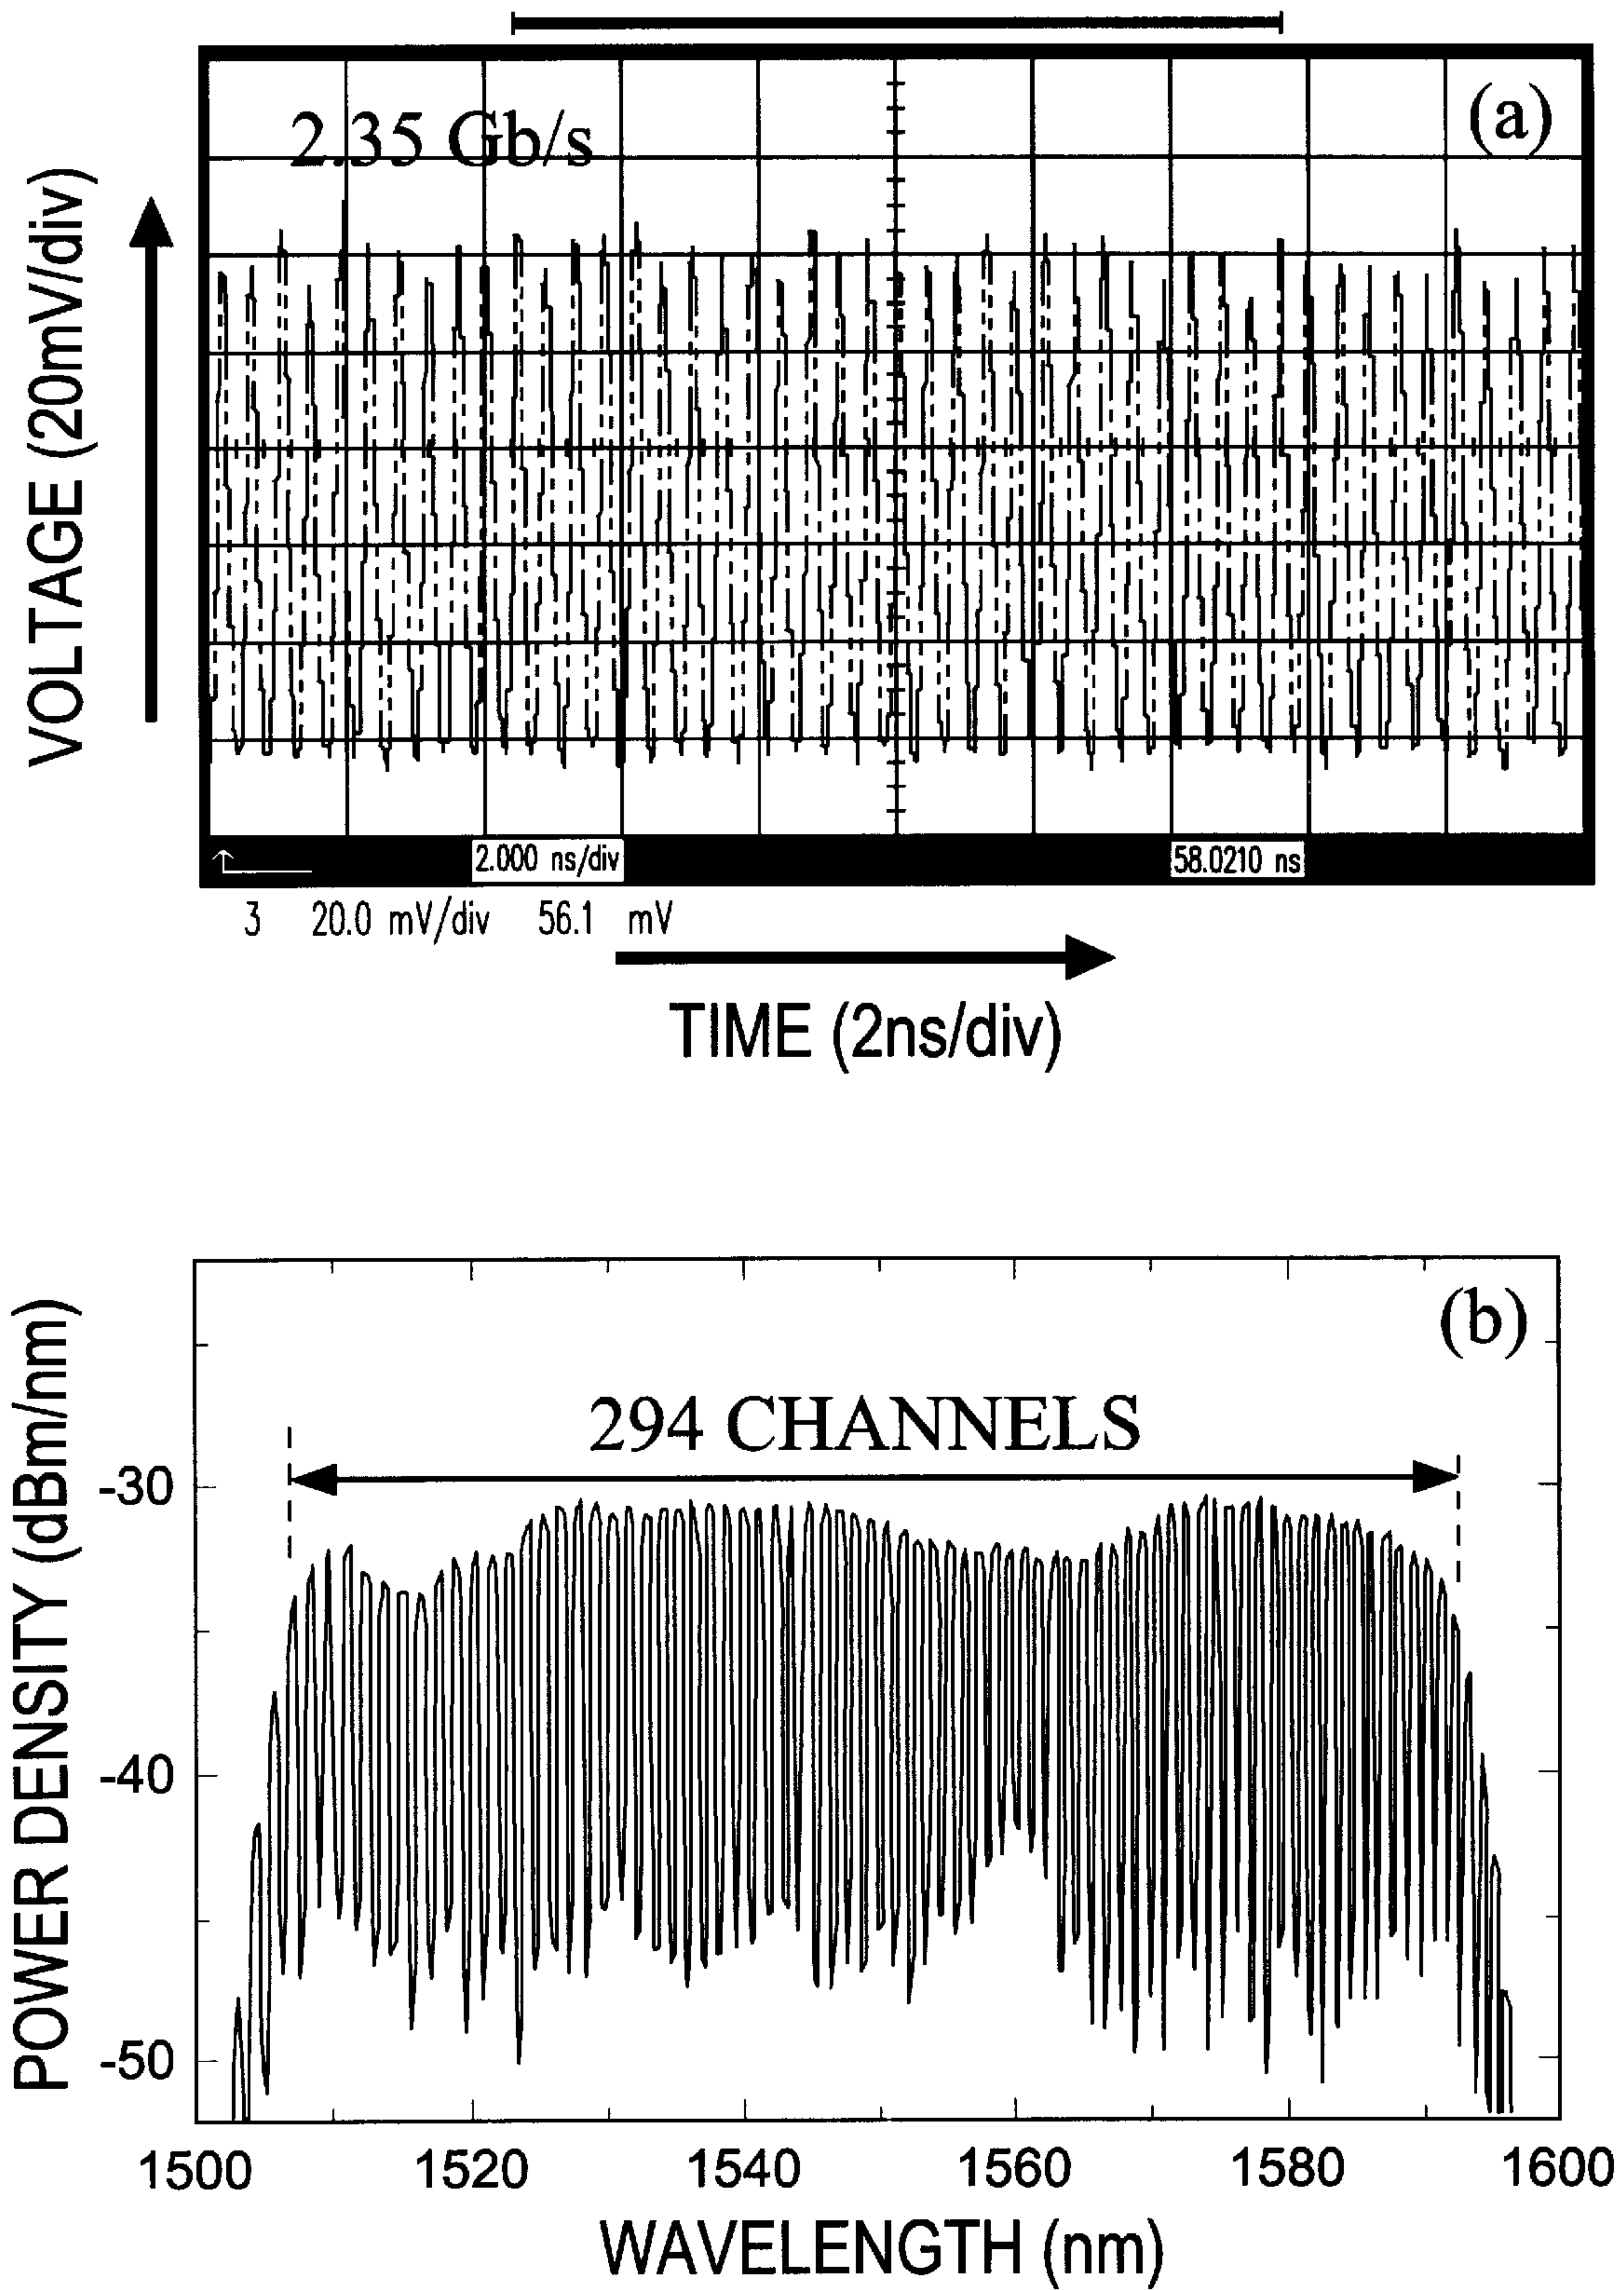 (a)
2.35 Gb/s
VOLTAGE (20mV/div)
2.000 ns/div
58.0210 ns
3 20.0 mV/div 56.1 mV
TIME (2ns/div)
(b)
294 CHANNELS
POWER DENSITY (dBm/nm)
-30
-40
-50
1500 1520 1540 1560 1580 1600
WAVELENGTH (nm)